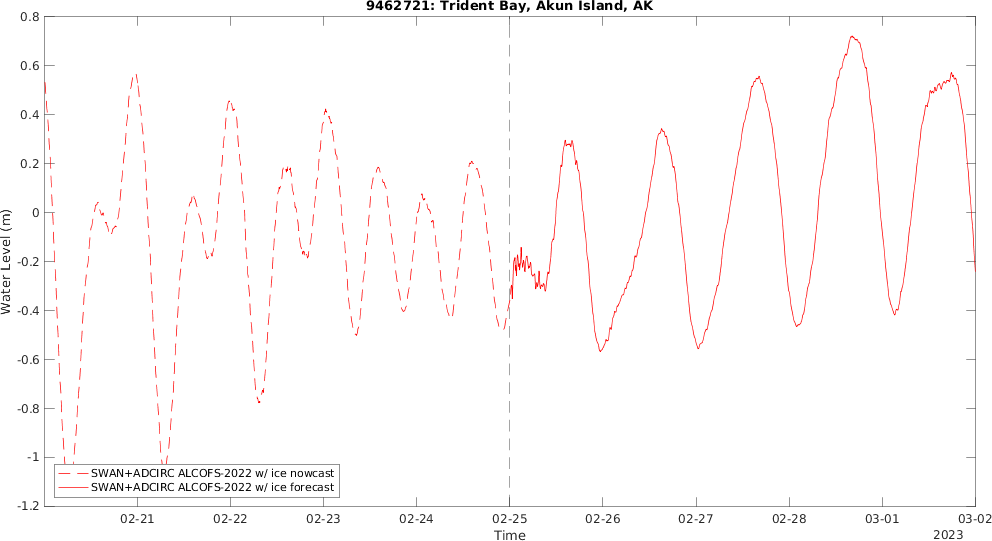 9462721: Trident Bay, Akun Island, AK
0.8
0.6
0.4
0.2
0
-0.2
-0.4
-0.6
-0.8
-1
-1.2
Water Level (m)
SWAN+ADCIRC ALCOFS-2022 w/ ice nowcast
SWAN+ADCIRC ALCOFS-2022 w/ ice forecast
02-21 02-22 02-23 02-24 02-25 02-26 02-27 02-28 03-01 03-02
Time
2023